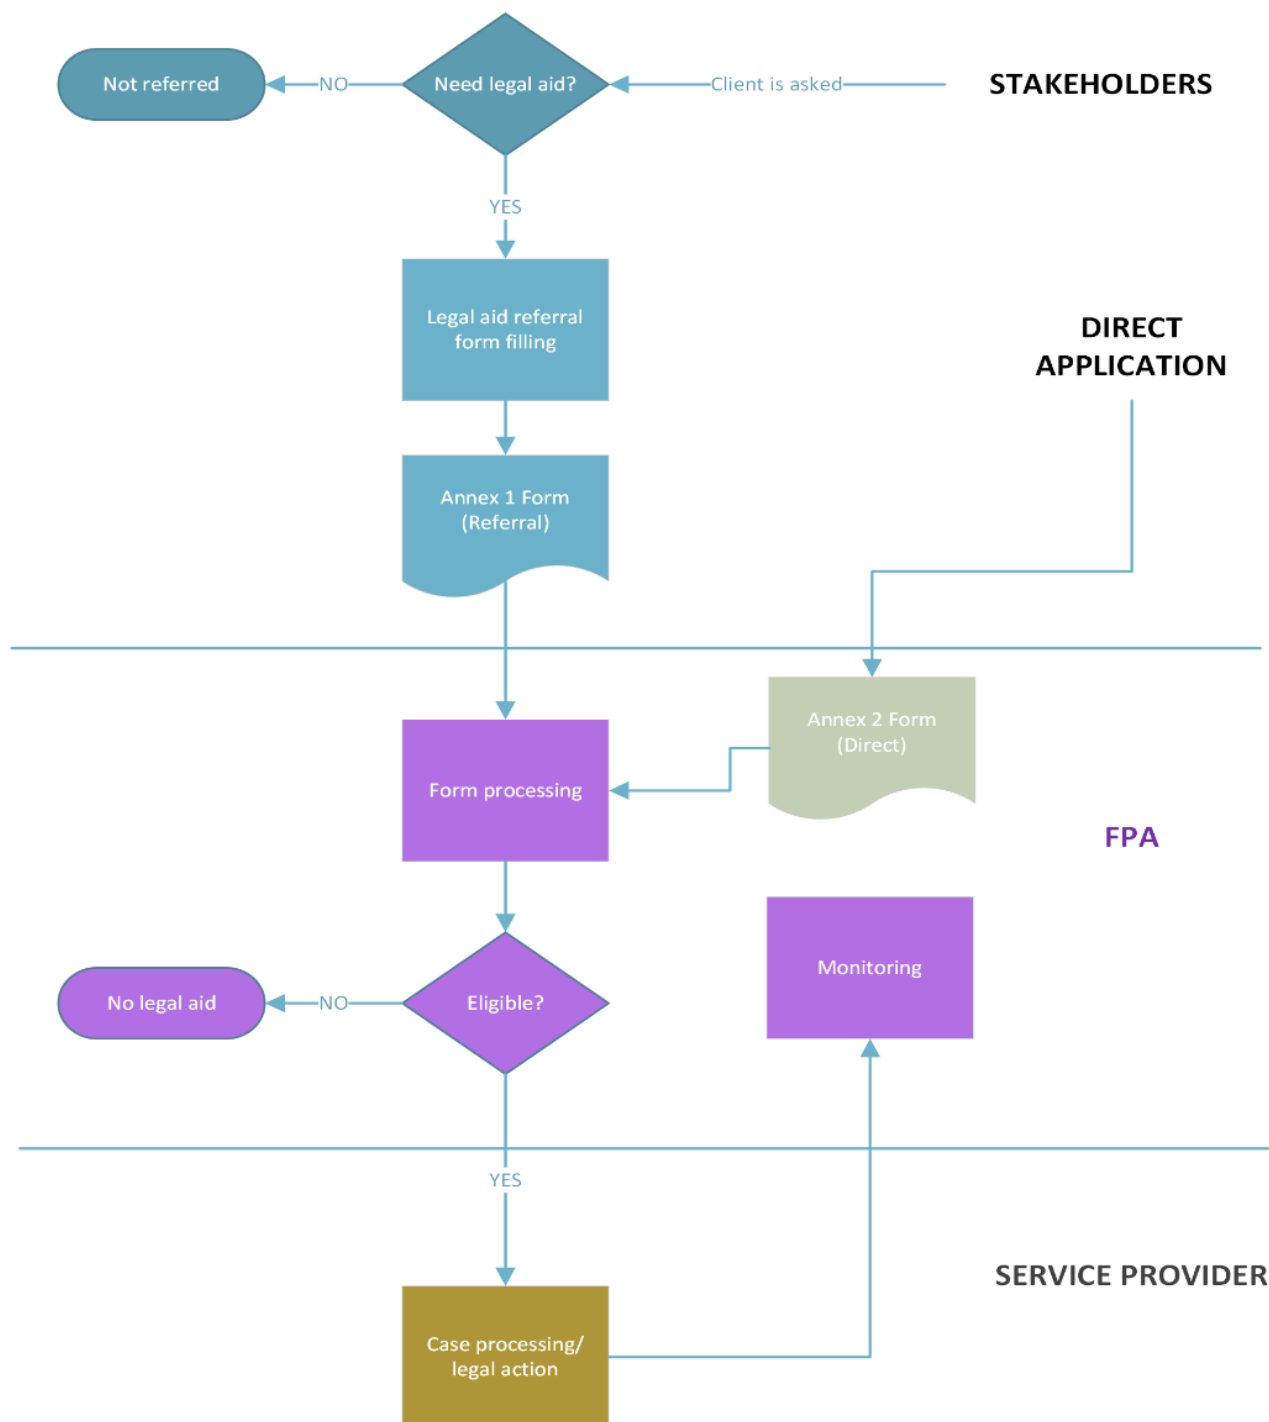 Not referred
NO
Need legal aid?
Client is asked
STAKEHOLDERS
YES
Legal aid referral
form filling
DIRECT
APPLICATION
Annex 1 Form
(Referral)
Annex 2 Form
(Direct)
Form processing
FPA
Monitoring
No legal aid
NO
Eligible?
YES
SERVICE PROVIDER
Case processing/
legal action